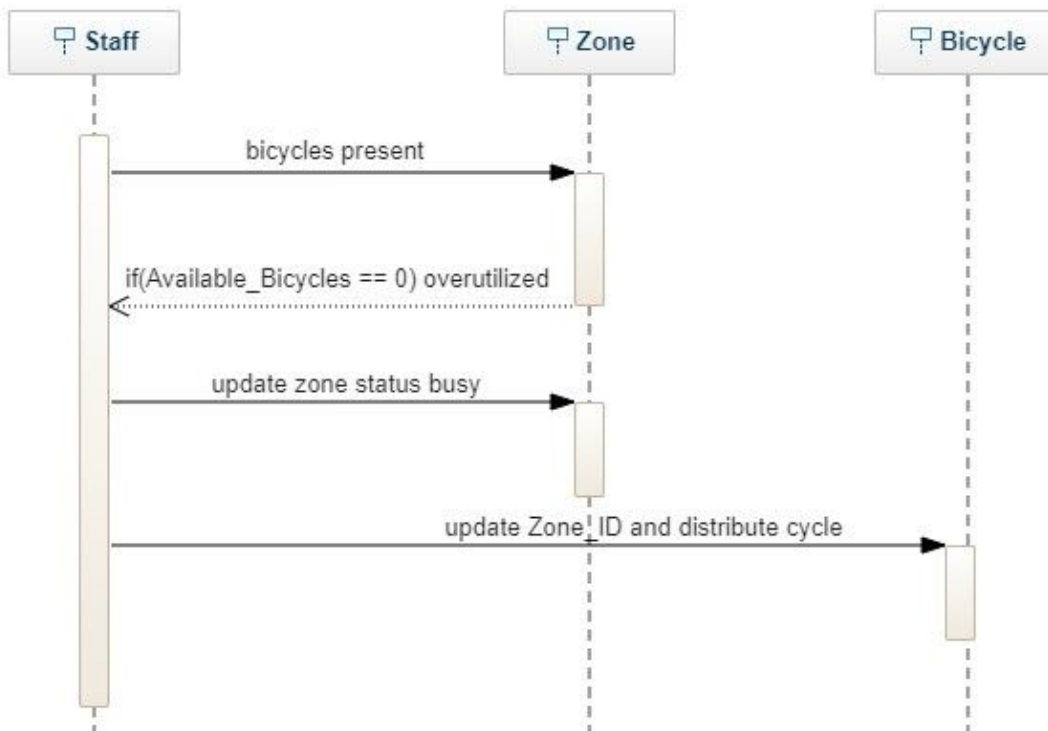 Staff
Zone
Bicycle
bicycles present
if(Available_Bicycles == 0) overutilized
update zone status busy
update Zone_ID and distribute cycle